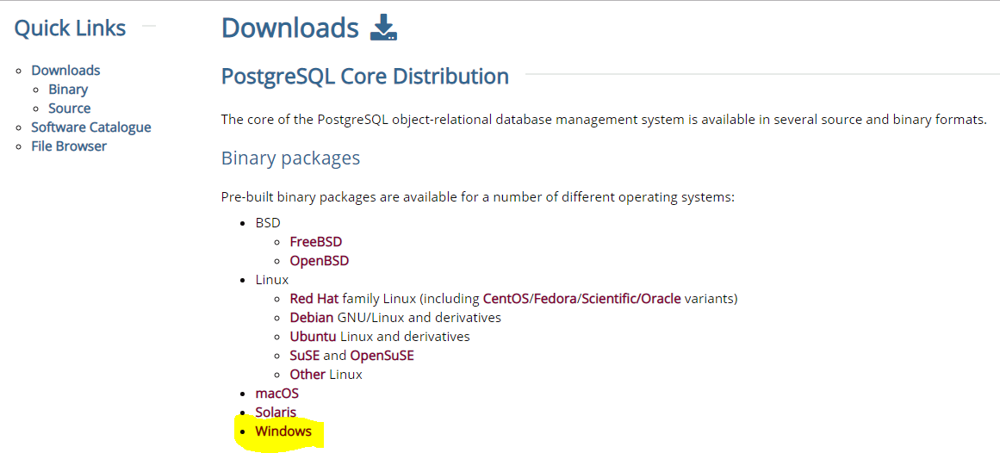 Quick Links
Downloads
Binary
Source
Software Catalogue
File Browser
Downloads
PostgreSQL Core Distribution
The core of the PostgreSQL object-relational database management system is available in several source and binary formats.
Binary packages
Pre-built binary packages are available for a number of different operating systems:
BSD
FreeBSD
OpenBSD
Linux
Red Hat family Linux (including CentOS/Fedora/Scientific/Oracle variants)
Debian GNU/Linux and derivatives
Ubuntu Linux and derivatives
SuSE and OpenSuSE
Other Linux
macOS
Solaris
Windows